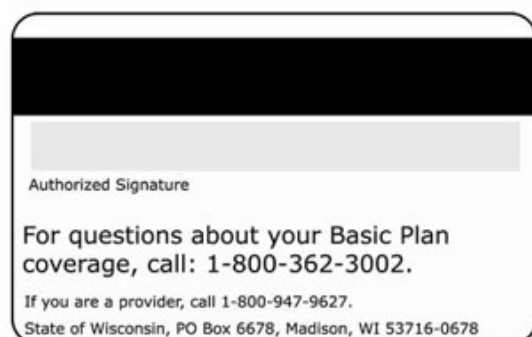 Authorized Signature
For questions about your Basic Plan
coverage, call: 1-800-362-3002.
If you are a provider, call 1-800-947-9627.
State of Wisconsin, PO Box 6678, Madison, WI 53716-0678